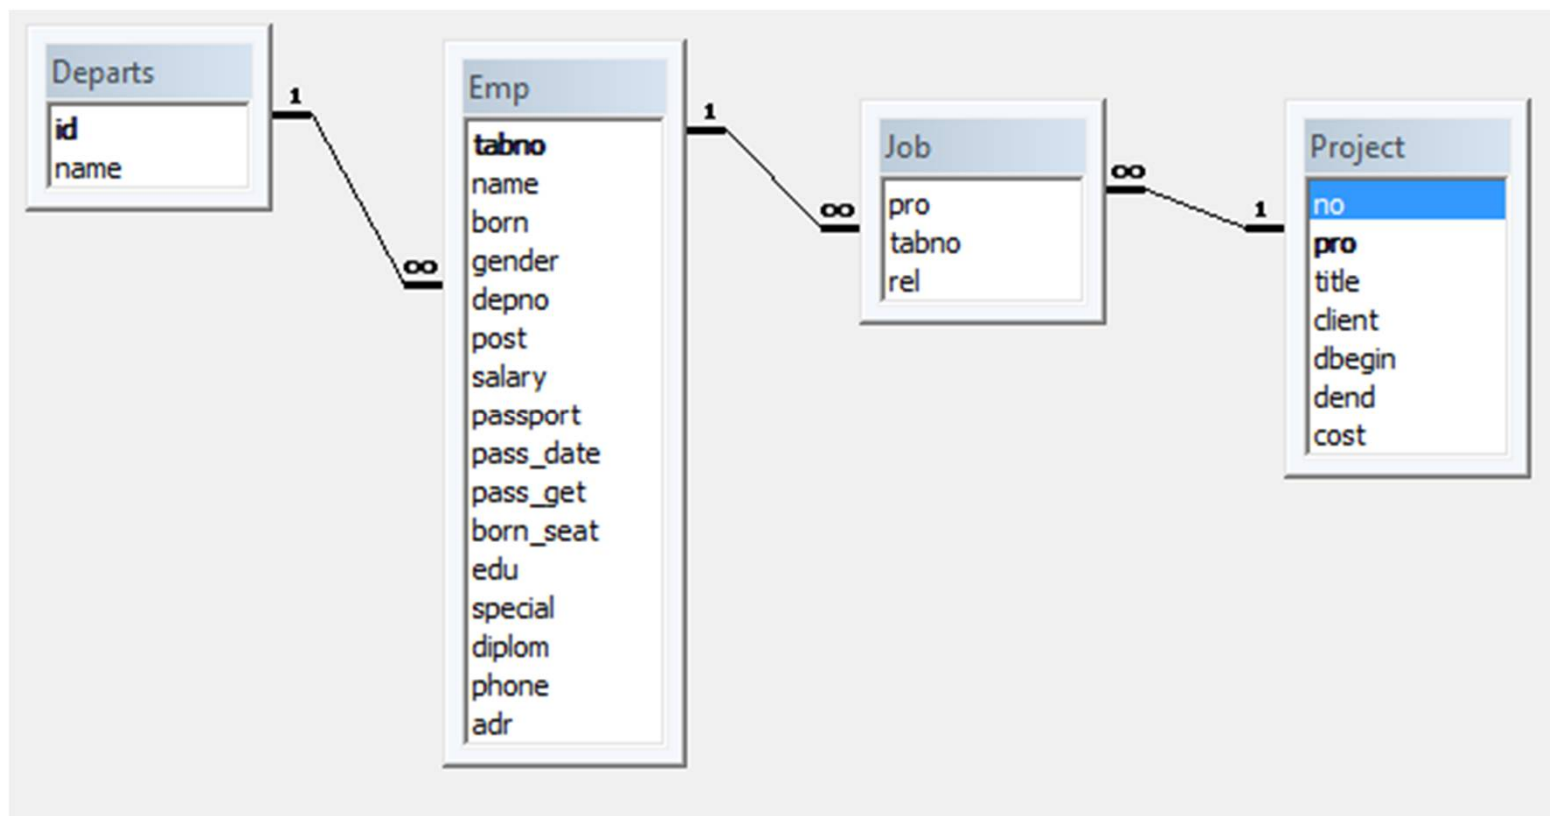 Departs
id
name
1
∞
Emp
tabno
name
born
gender
depno
post
salary
passport
pass_date
pass_get
born_seat
edu
special
diplom
phone
adr
1
∞
Job
pro
tabno
rel
∞
1
Project
no
pro
title
client
dbegin
dend
cost